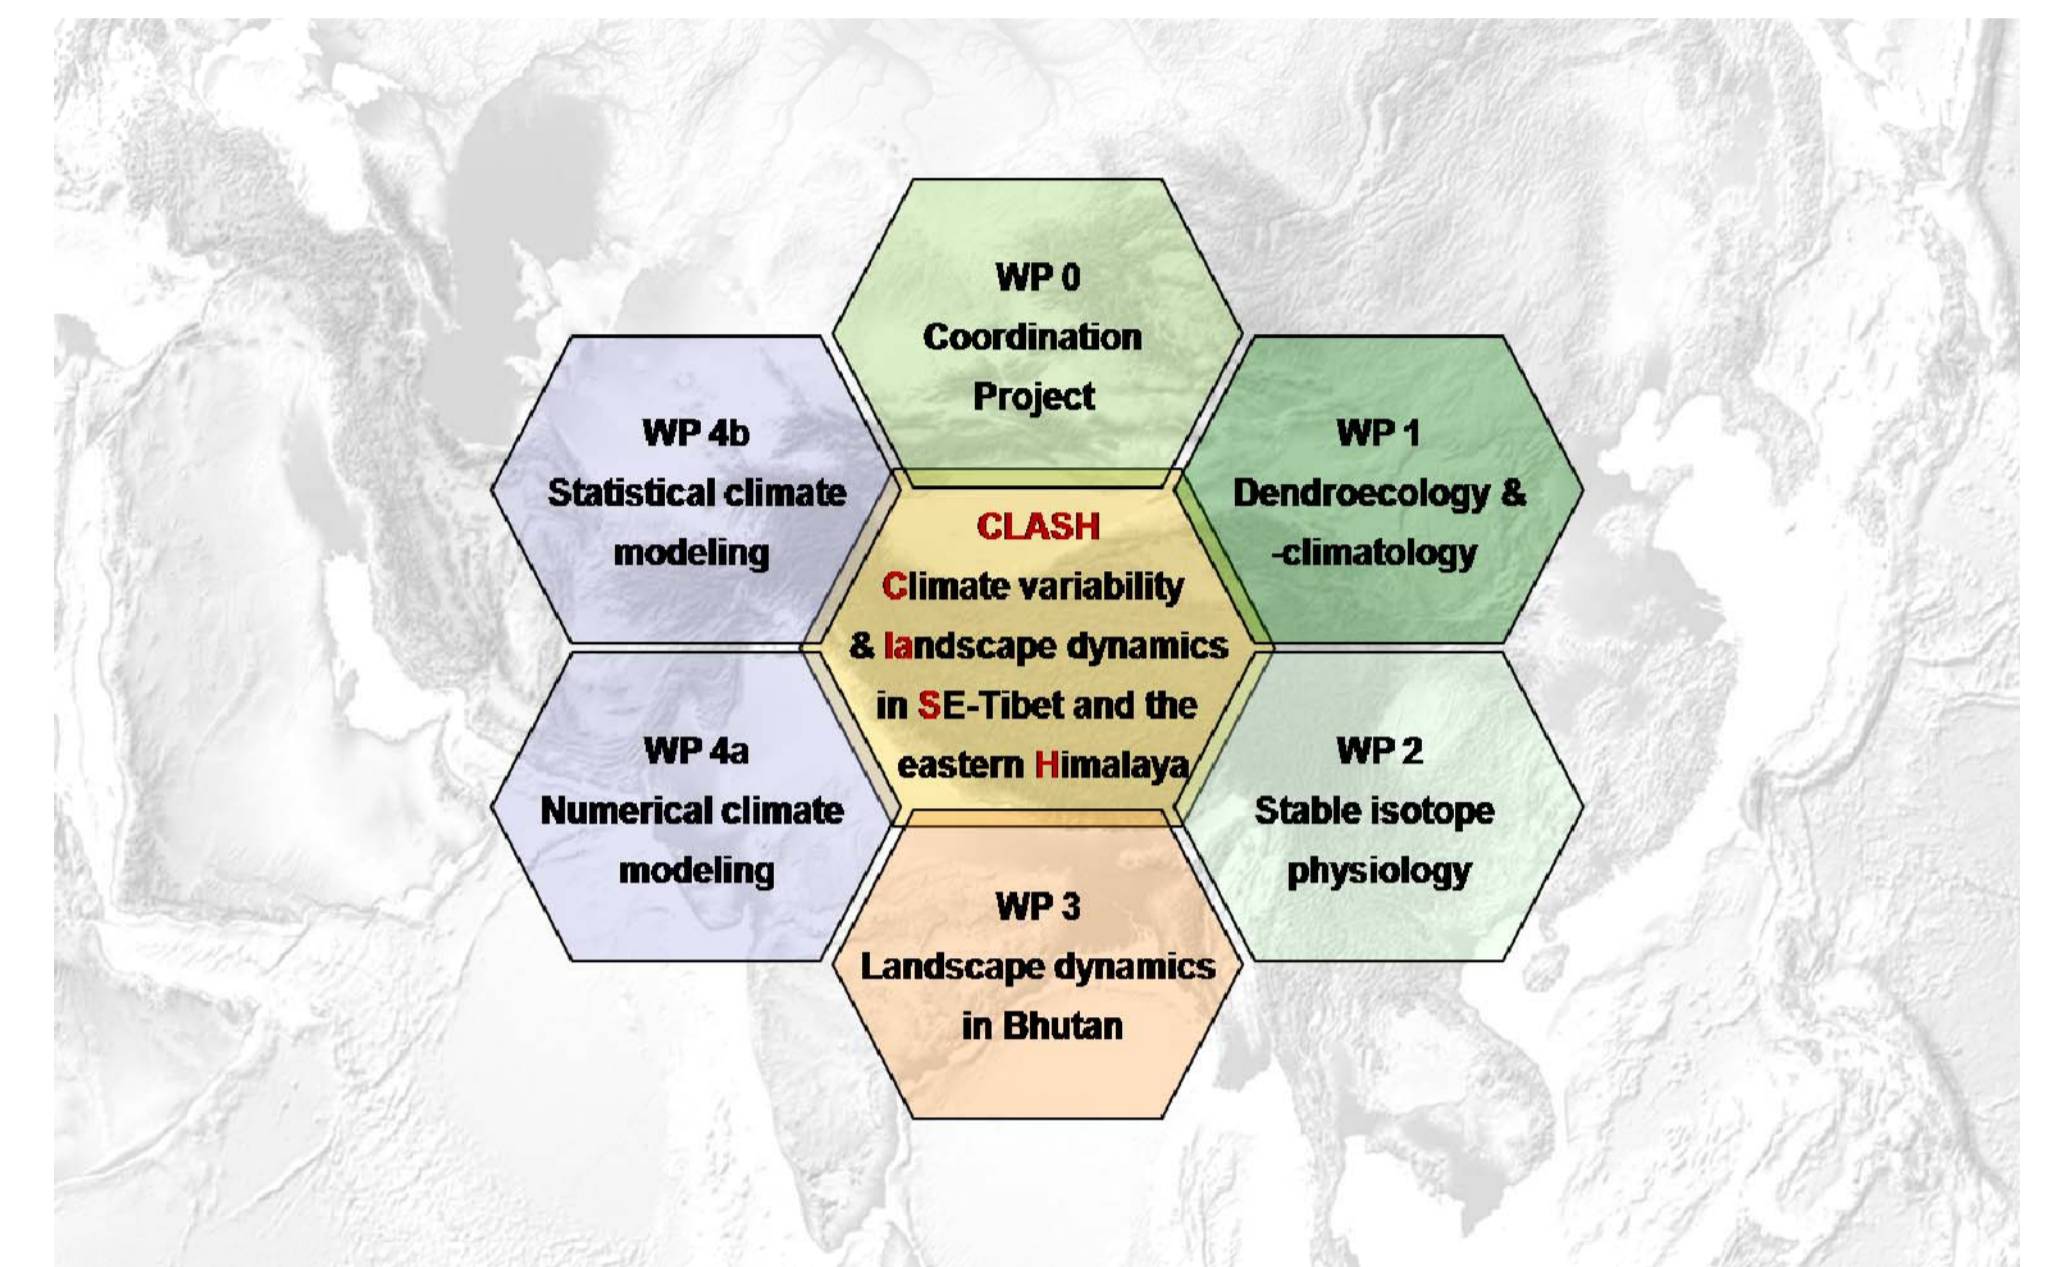 WP 0
Coordination
Project
WP 4b
Statistical climate
modeling
WP 1
Dendroecology &
-climatology
CLASH
Climate variability
& landscape dynamics
in SE-Tibet and the
eastern Himalaya
WP 4a
Numerical climate
modeling
WP 2
Stable isotope
physiology
WP 3
Landscape dynamics
in Bhutan